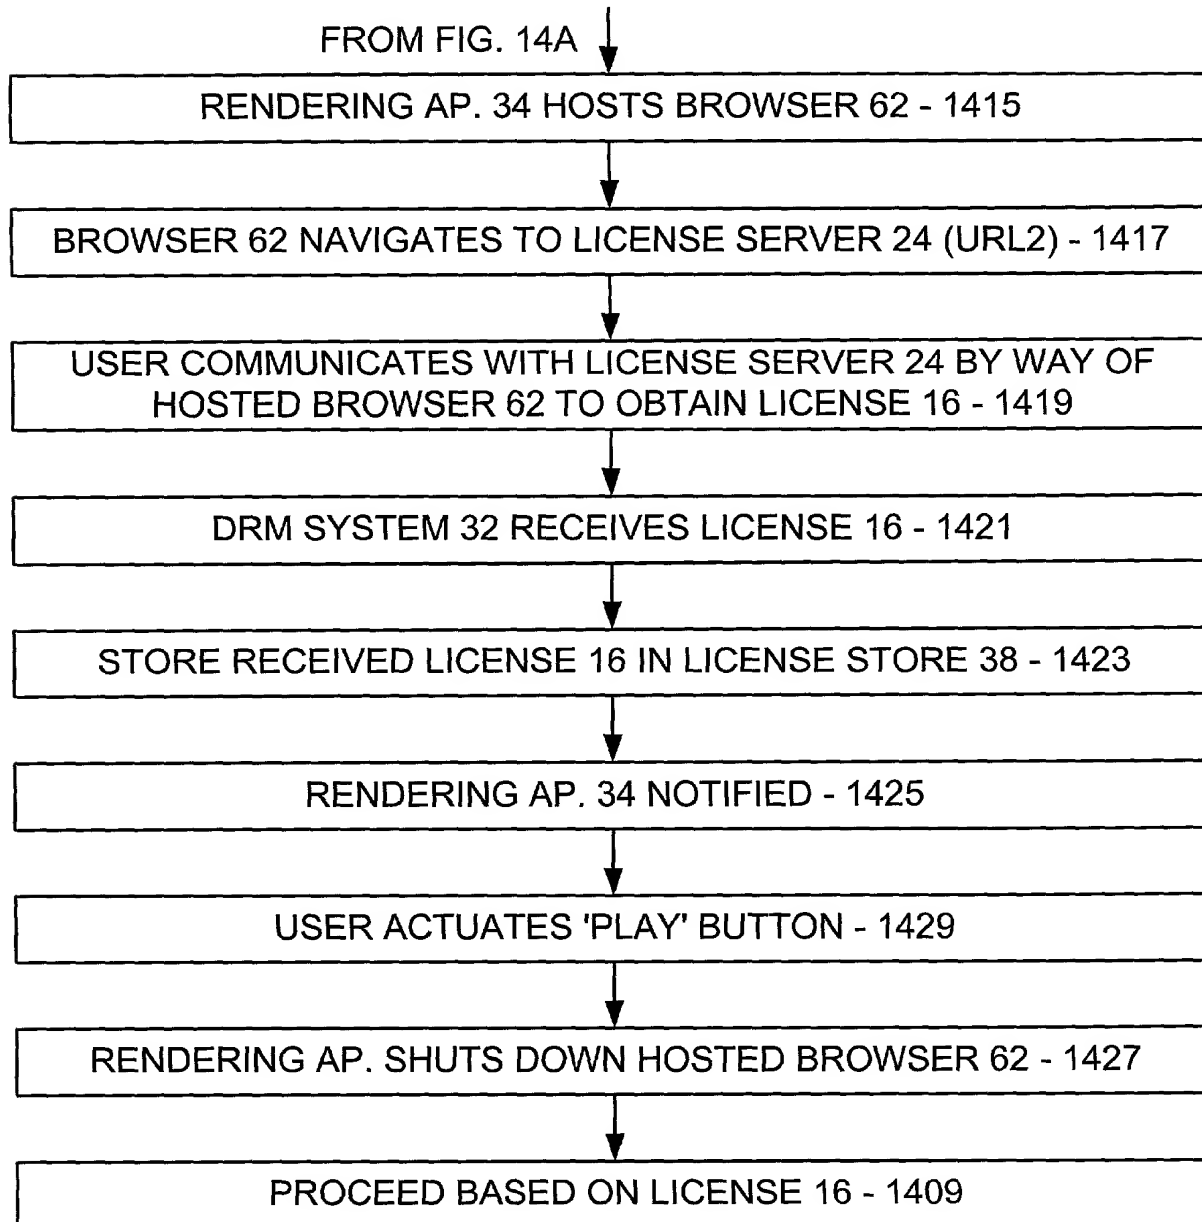 FROM FIG. 14A
RENDERING AP. 34 HOSTS BROWSER 62 - 1415
BROWSER 62 NAVIGATES TO LICENSE SERVER 24 (URL2) - 1417
USER COMMUNICATES WITH LICENSE SERVER 24 BY WAY OF
HOSTED BROWSER 62 TO OBTAIN LICENSE 16 - 1419
DRM SYSTEM 32 RECEIVES LICENSE 16 - 1421
STORE RECEIVED LICENSE 16 IN LICENSE STORE 38 - 1423
RENDERING AP. 34 NOTIFIED - 1425
USER ACTUATES 'PLAY' BUTTON - 1429
RENDERING AP. SHUTS DOWN HOSTED BROWSER 62 - 1427
PROCEED BASED ON LICENSE 16 - 1409